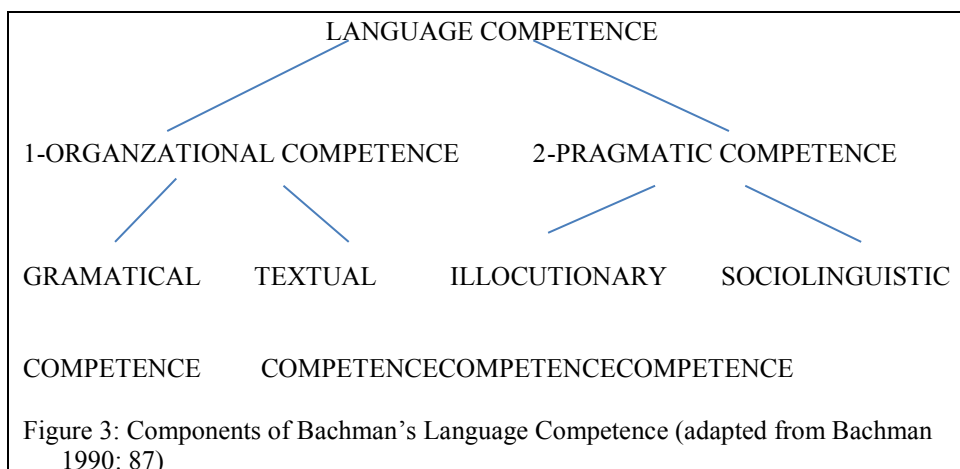 LANGUAGE COMPETENCE
1-ORGANZATIONAL COMPETENCE 2-PRAGMATIC COMPETENCE
GRAMATICAL TEXTUAL ILLOCUTIONARY SOCIOLINGUISTIC
COMPETENCE COMPETENCECOMPETENCECOMPETENCE
Figure 3: Components of Bachman’s Language Competence (adapted from Bachman
1990: 87)